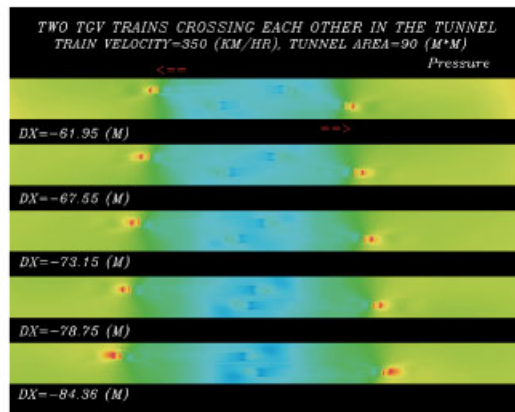 TWO TGV TRAINS CROSSING EACH OTHER IN THE TUNNEL
TRAIN VELOCITY=350 (KM/HR), TUNNEL AREA=90 (M*M)
Pressure
<==
==>
DX=-61.95 (M)
DX=-67.55 (M)
DX=-73.15 (M)
DX=-78.75 (M)
DX=-84.36 (M)